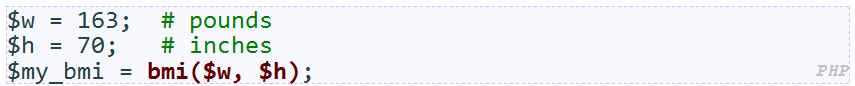 $w = 163;  # pounds
$h = 70;   # inches
$my_bmi = bmi($w, $h);
PHP